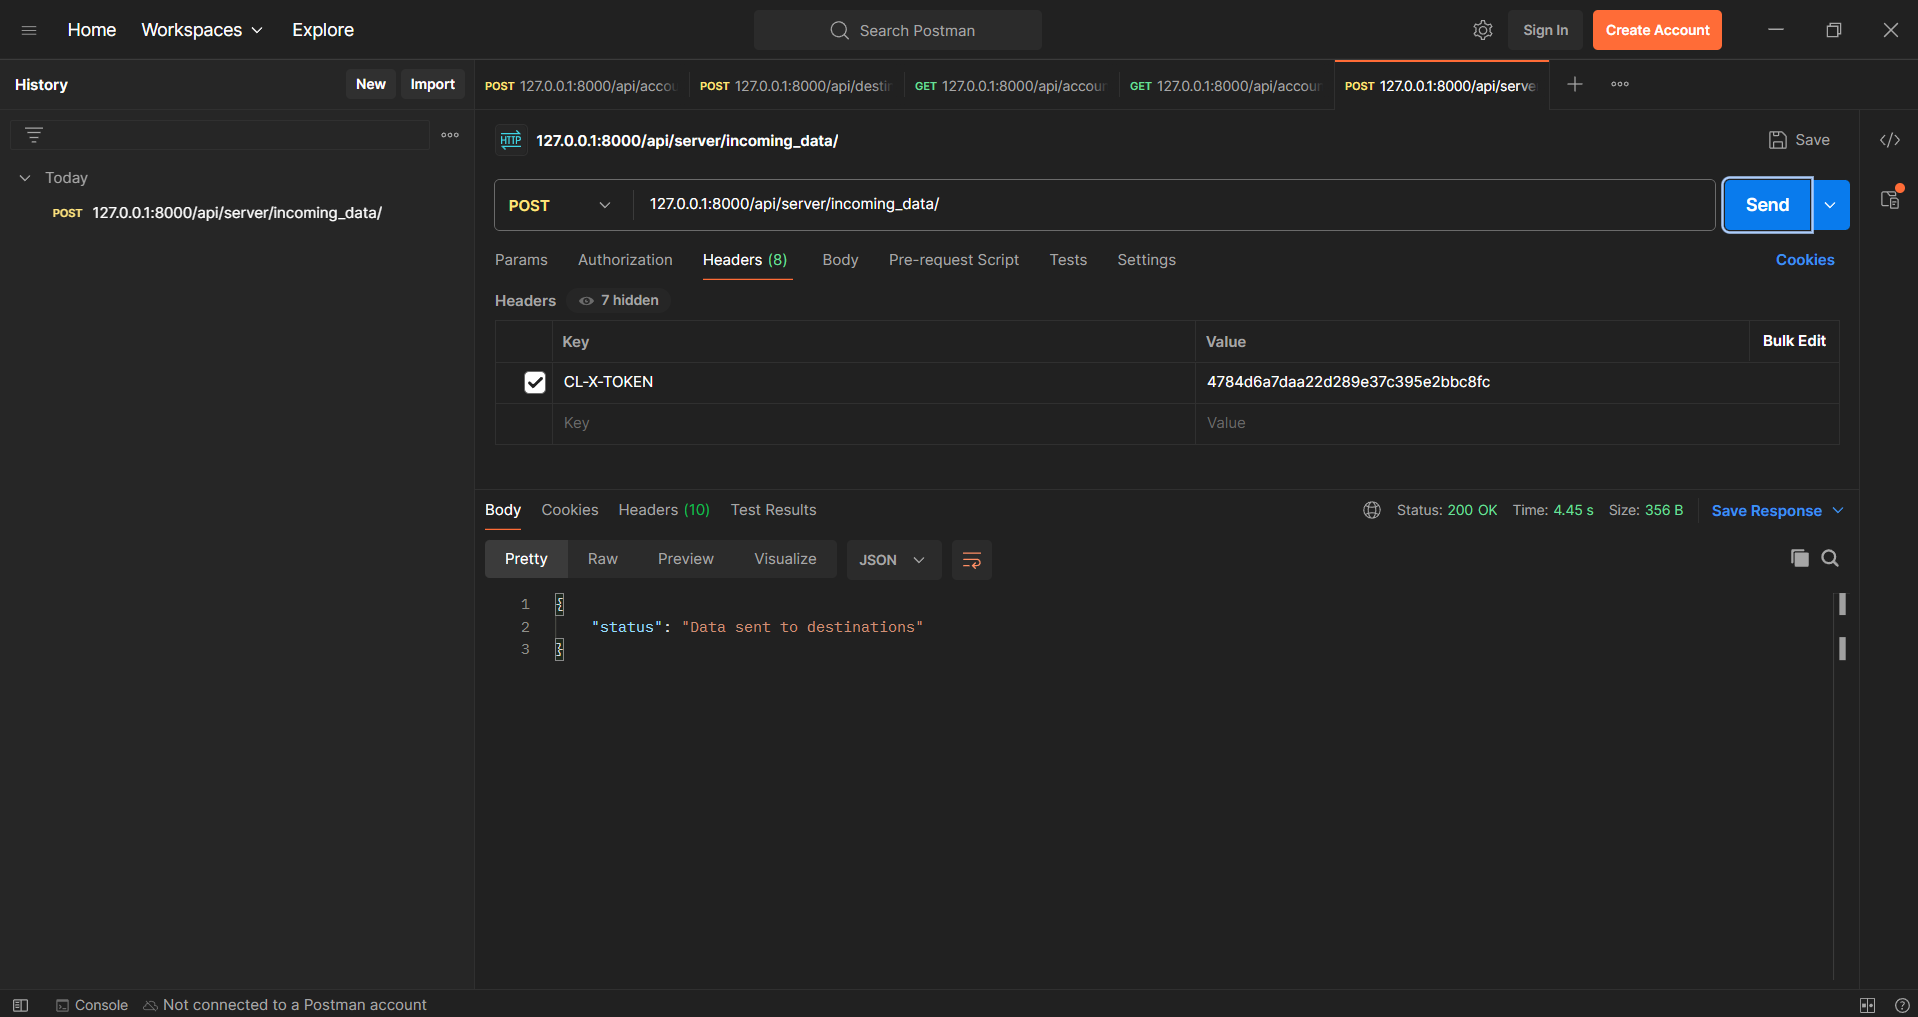 Home Workspaces Explore Search Postman Sign In Create Account
History New Import
POST 127.0.0.1:8000/api/accou POST 127.0.0.1:8000/api/destin GET 127.0.0.1:8000/api/accour GET 127.0.0.1:8000/api/accour POST 127.0.0.1:8000/api/serve
HTTP 127.0.0.1:8000/api/server/incoming_data/ Save
Today
POST 127.0.0.1:8000/api/server/incoming_data/
POST 127.0.0.1:8000/api/server/incoming_data/ Send
Params Authorization Headers (8) Body Pre-request Script Tests Settings Cookies
Headers 7 hidden
Key Value Bulk Edit
CL-X-TOKEN 4784d6a7daa22d289e37c395e2bbc8fc
Key Value
Body Cookies Headers (10) Test Results Status: 200 OK Time: 4.45 s Size: 356 B Save Response
Pretty Raw Preview Visualize JSON
1 {
2 "status": "Data sent to destinations"
3 }
Console Not connected to a Postman account